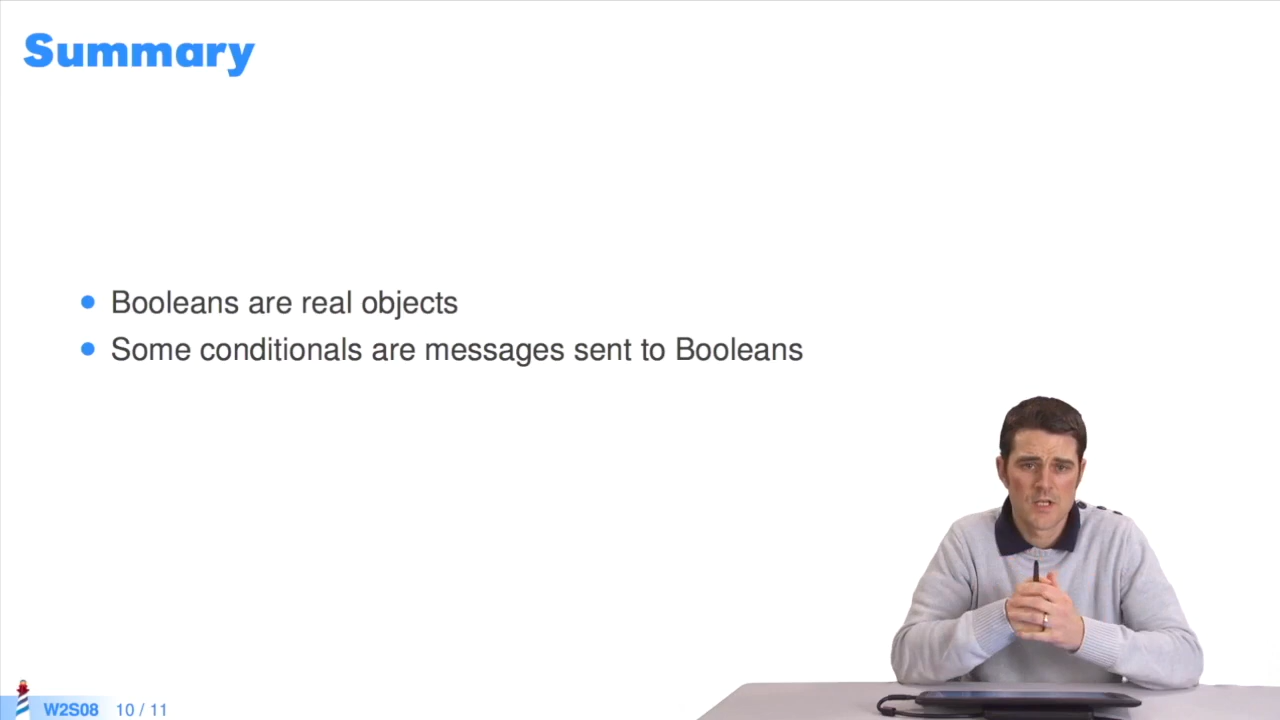 Summary
Booleans are real objects
Some conditionals are messages sent to Booleans
W2S08 10 / 11